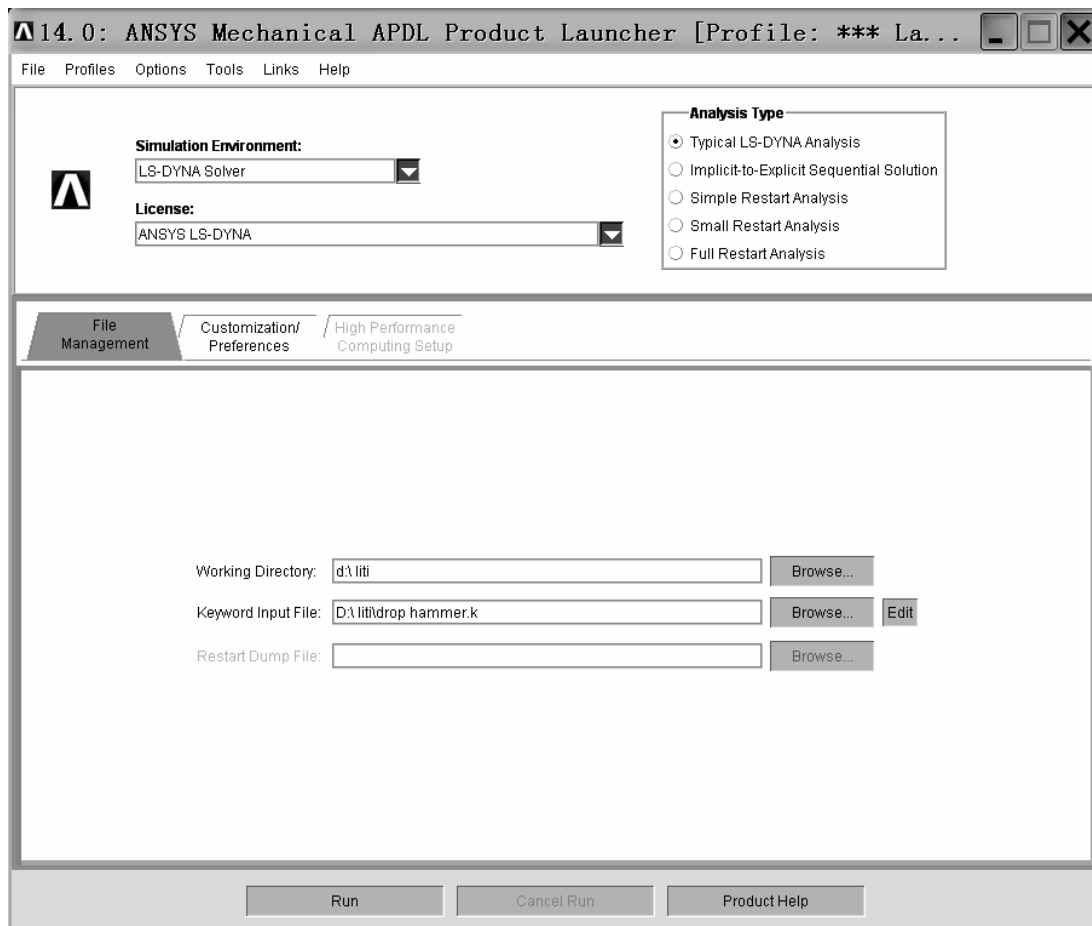 14.0: ANSYS Mechanical APDL Product Launcher [Profile: *** La...
File Profiles Options Tools Links Help
Simulation Environment:
LS-DYNA Solver
License:
ANSYS LS-DYNA
Analysis Type
Typical LS-DYNA Analysis
Implicit-to-Explicit Sequential Solution
Simple Restart Analysis
Small Restart Analysis
Full Restart Analysis
File
Management
Customization/
Preferences
High Performance
Computing Setup
Working Directory: d:\ liti Browse...
Keyword Input File: D:\ liti\drop hammer.k Browse... Edit
Restart Dump File: Browse...
Run Cancel Run Product Help